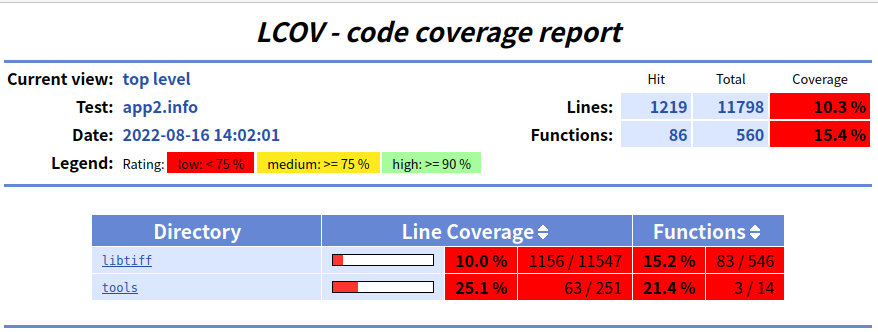 LCOV - code coverage report
Current view: top level Hit Total Coverage
Test: app2.info Lines: 1219 11798 10.3 %
Date: 2022-08-16 14:02:01 Functions: 86 560 15.4 %
Legend: Rating: low: < 75 % medium: >= 75 % high: >= 90 %
Directory Line Coverage Functions
libtiff 10.0 % 1156 / 11547 15.2 % 83 / 546
tools 25.1 % 63 / 251 21.4 % 3 / 14